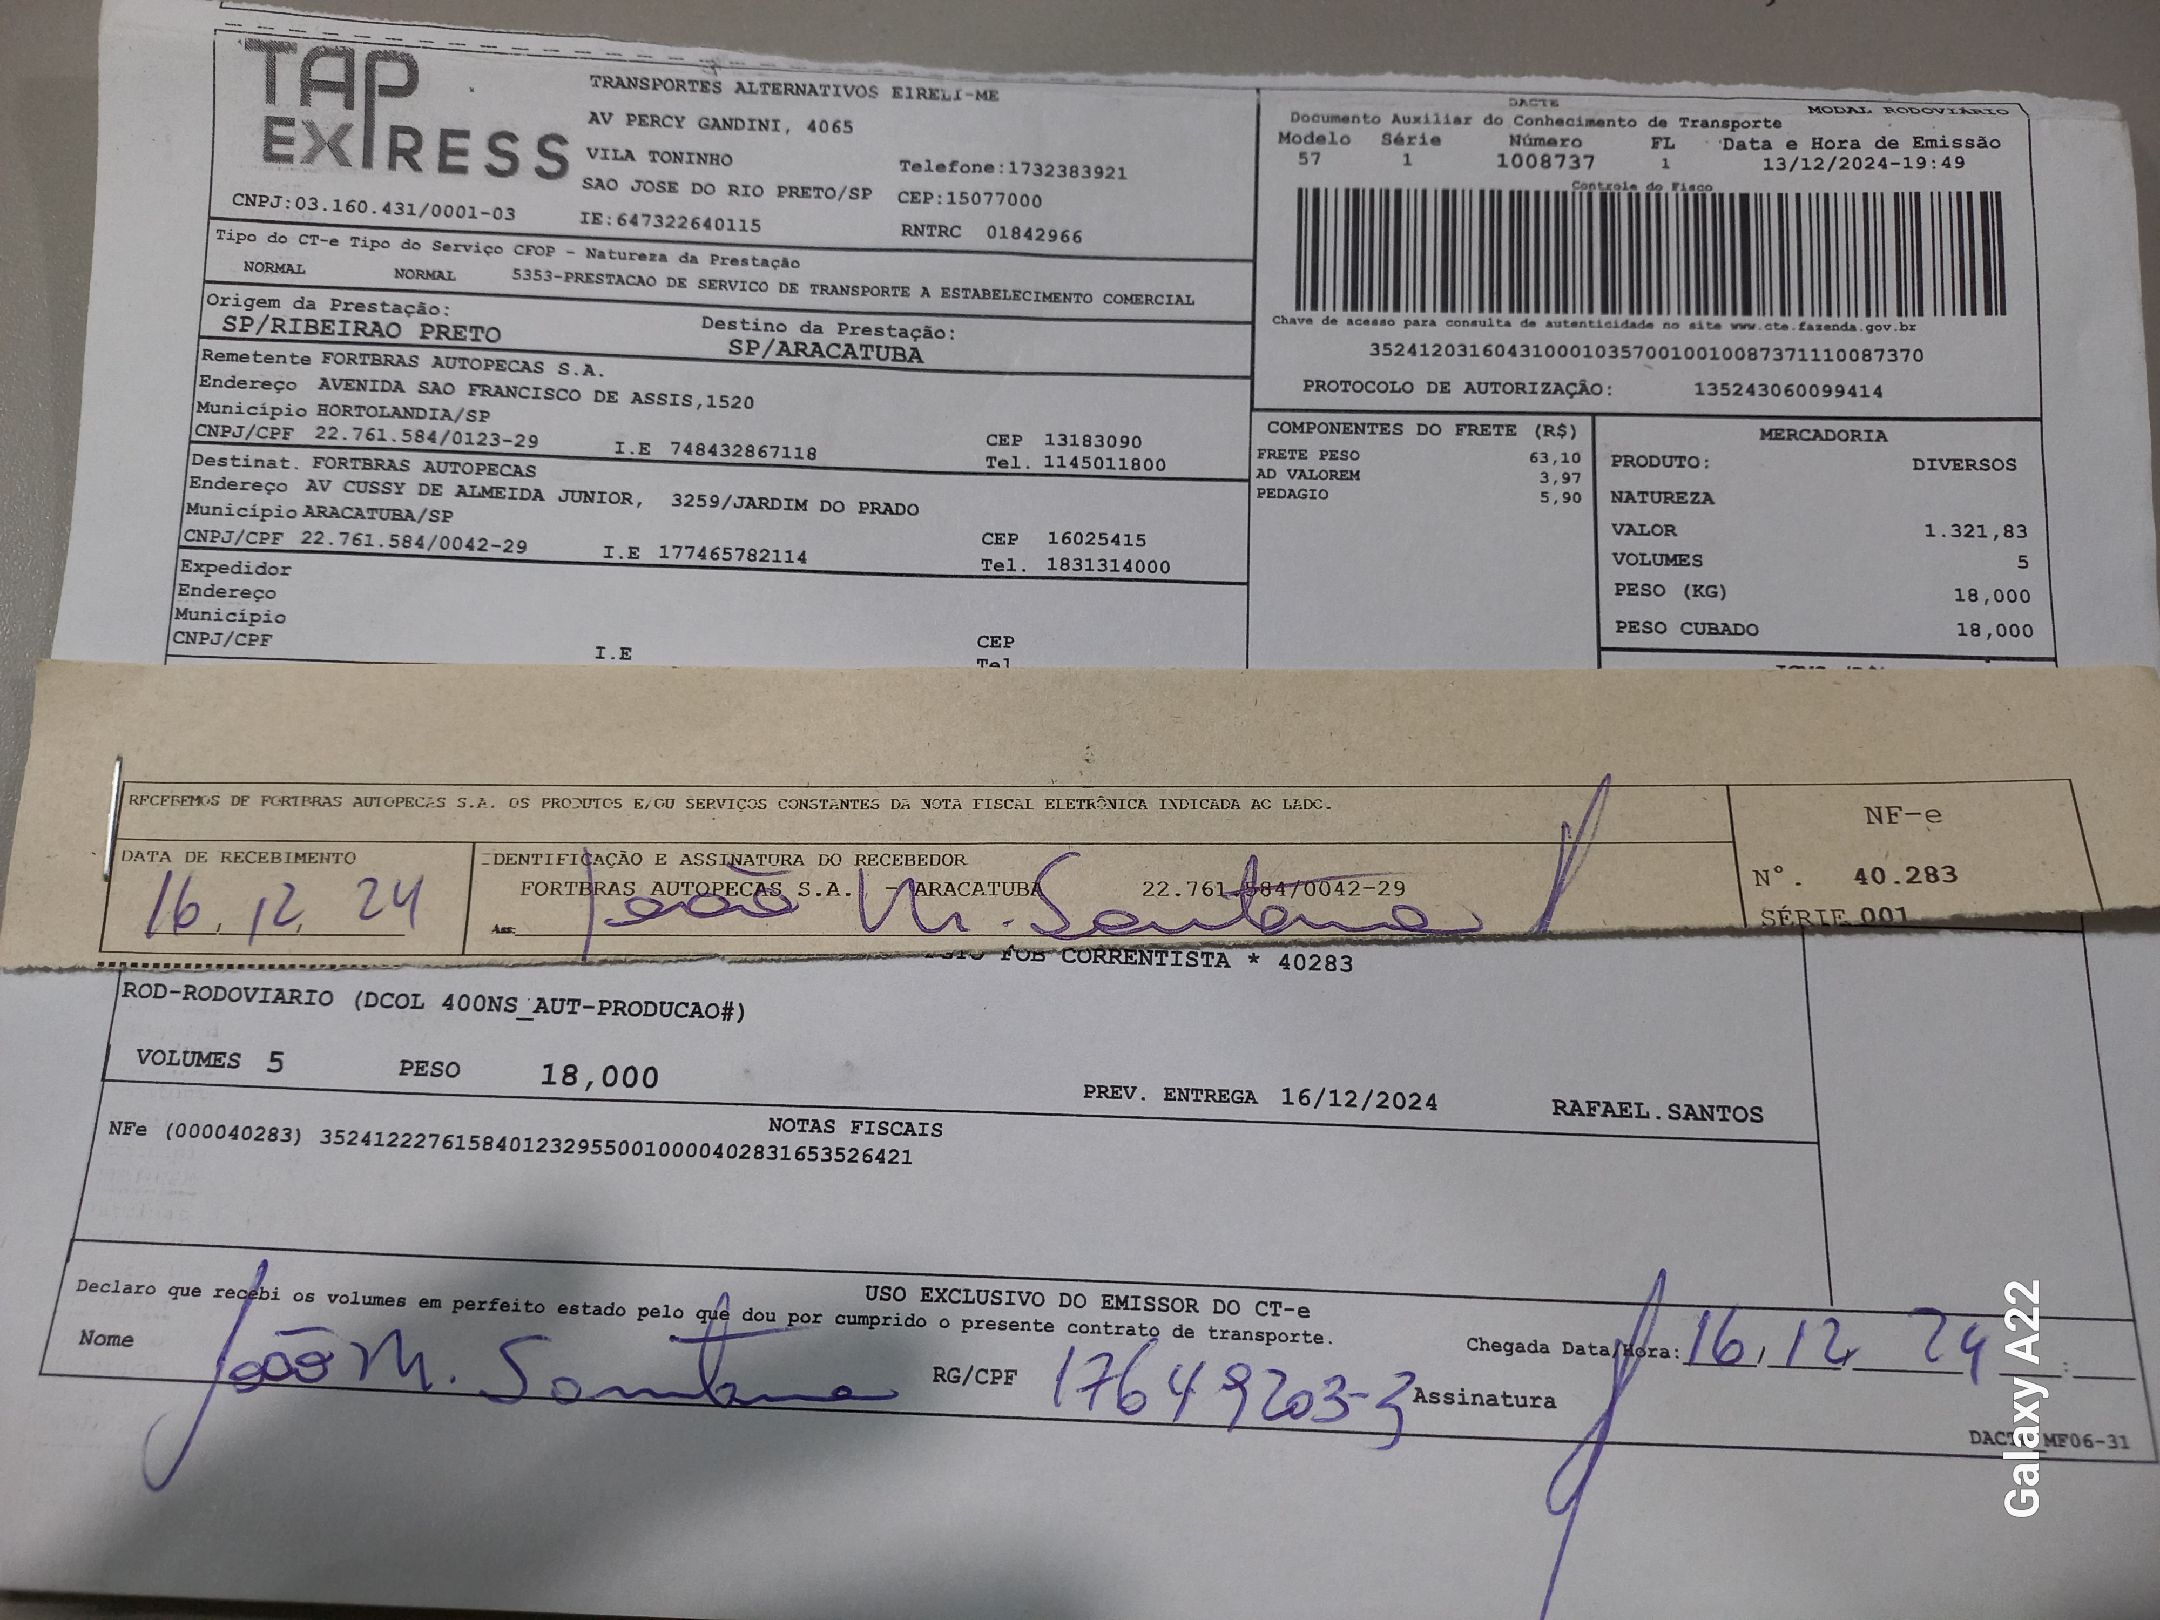 TAP
EXPRESS
TRANSPORTES ALTERNATIVOS EIRELI-ME
AV PERCY GANDINI, 4065
VILA TONINHO
Telefone:1732383921
SAO JOSE DO RIO PRETO/SP CEP:15077000
CNPJ:03.160.431/0001-03 IE:647322640115 RNTRC 01842966
Tipo do CT-e Tipo do Serviço CFOP - Natureza da Prestação
NORMAL NORMAL 5353-PRESTACAO DE SERVICO DE TRANSPORTE A ESTABELECIMENTO COMERCIAL
Origem da Prestação: Destino da Prestação:
SP/RIBEIRAO PRETO SP/ARACATUBA
Remetente FORTBRAS AUTOPECAS S.A.
Endereço AVENIDA SAO FRANCISCO DE ASSIS,1520
Município HORTOLANDIA/SP CEP 13183090
CNPJ/CPF 22.761.584/0123-29 I.E 748432867118 Tel. 1145011800
Destinat. FORTBRAS AUTOPECAS
Endereço AV CUSSY DE ALMEIDA JUNIOR, 3259/JARDIM DO PRADO
Município ARACATUBA/SP CEP 16025415
CNPJ/CPF 22.761.584/0042-29 I.E 177465782114 Tel. 1831314000
Expedidor
Endereço
Município CEP
CNPJ/CPF I.E Tel
DACTE MODAL RODOVIÁRIO
Documento Auxiliar do Conhecimento de Transporte
Modelo Série Número FL Data e Hora de Emissão
57 1 1008737 1 13/12/2024-19:49
Controle do Fisco
Chave de acesso para consulta de autenticidade no site www.cte.fazenda.gov.br
35241203160431000103570010010087371110087370
PROTOCOLO DE AUTORIZAÇÃO: 135243060099414
COMPONENTES DO FRETE (R$)
FRETE PESO 63,10
AD VALOREM 3,97
PEDAGIO 5,90
MERCADORIA
PRODUTO: DIVERSOS
NATUREZA
VALOR 1.321,83
VOLUMES 5
PESO (KG) 18,000
PESO CUBADO 18,000
RECEBEMOS DE FORTBRAS AUTOPECAS S.A. OS PRODUTOS E/OU SERVIÇOS CONSTANTES DA NOTA FISCAL ELETRÔNICA INDICADA AO LADO.
NF-e
Nº. 40.283
SÉRIE 001
DATA DE RECEBIMENTO
16.12.24
IDENTIFICAÇÃO E ASSINATURA DO RECEBEDOR
FORTBRAS AUTOPECAS S.A. - ARACATUBA 22.761.584/0042-29
Ass: João M. Santana
FOB CORRENTISTA * 40283
ROD-RODOVIARIO (DCOL 400NS_AUT-PRODUCAO#)
VOLUMES 5 PESO 18,000 PREV. ENTREGA 16/12/2024 RAFAEL.SANTOS
NOTAS FISCAIS
NFe (000040283) 35241222761584012329550010000402831653526421
USO EXCLUSIVO DO EMISSOR DO CT-e
Declaro que recebi os volumes em perfeito estado pelo que dou por cumprido o presente contrato de transporte.
Chegada Data/Hora: 16.12.24 :
Nome João M. Santana RG/CPF 17649203-3 Assinatura
DACTE MF06-31
Galaxy A22